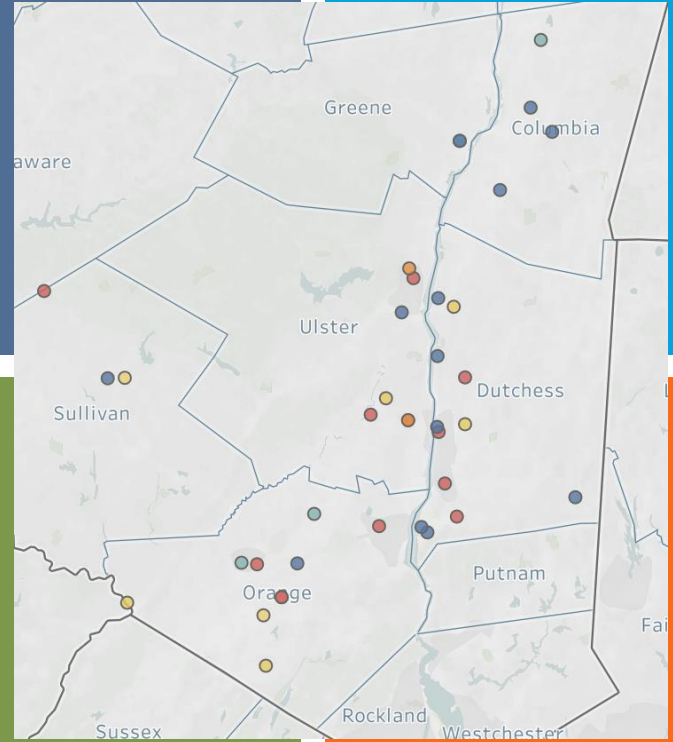 Greene
Columbia
aware
Ulster
Dutchess
L
Sullivan
Putnam
Orange
Fai
Rockland
Sussex
Westchester